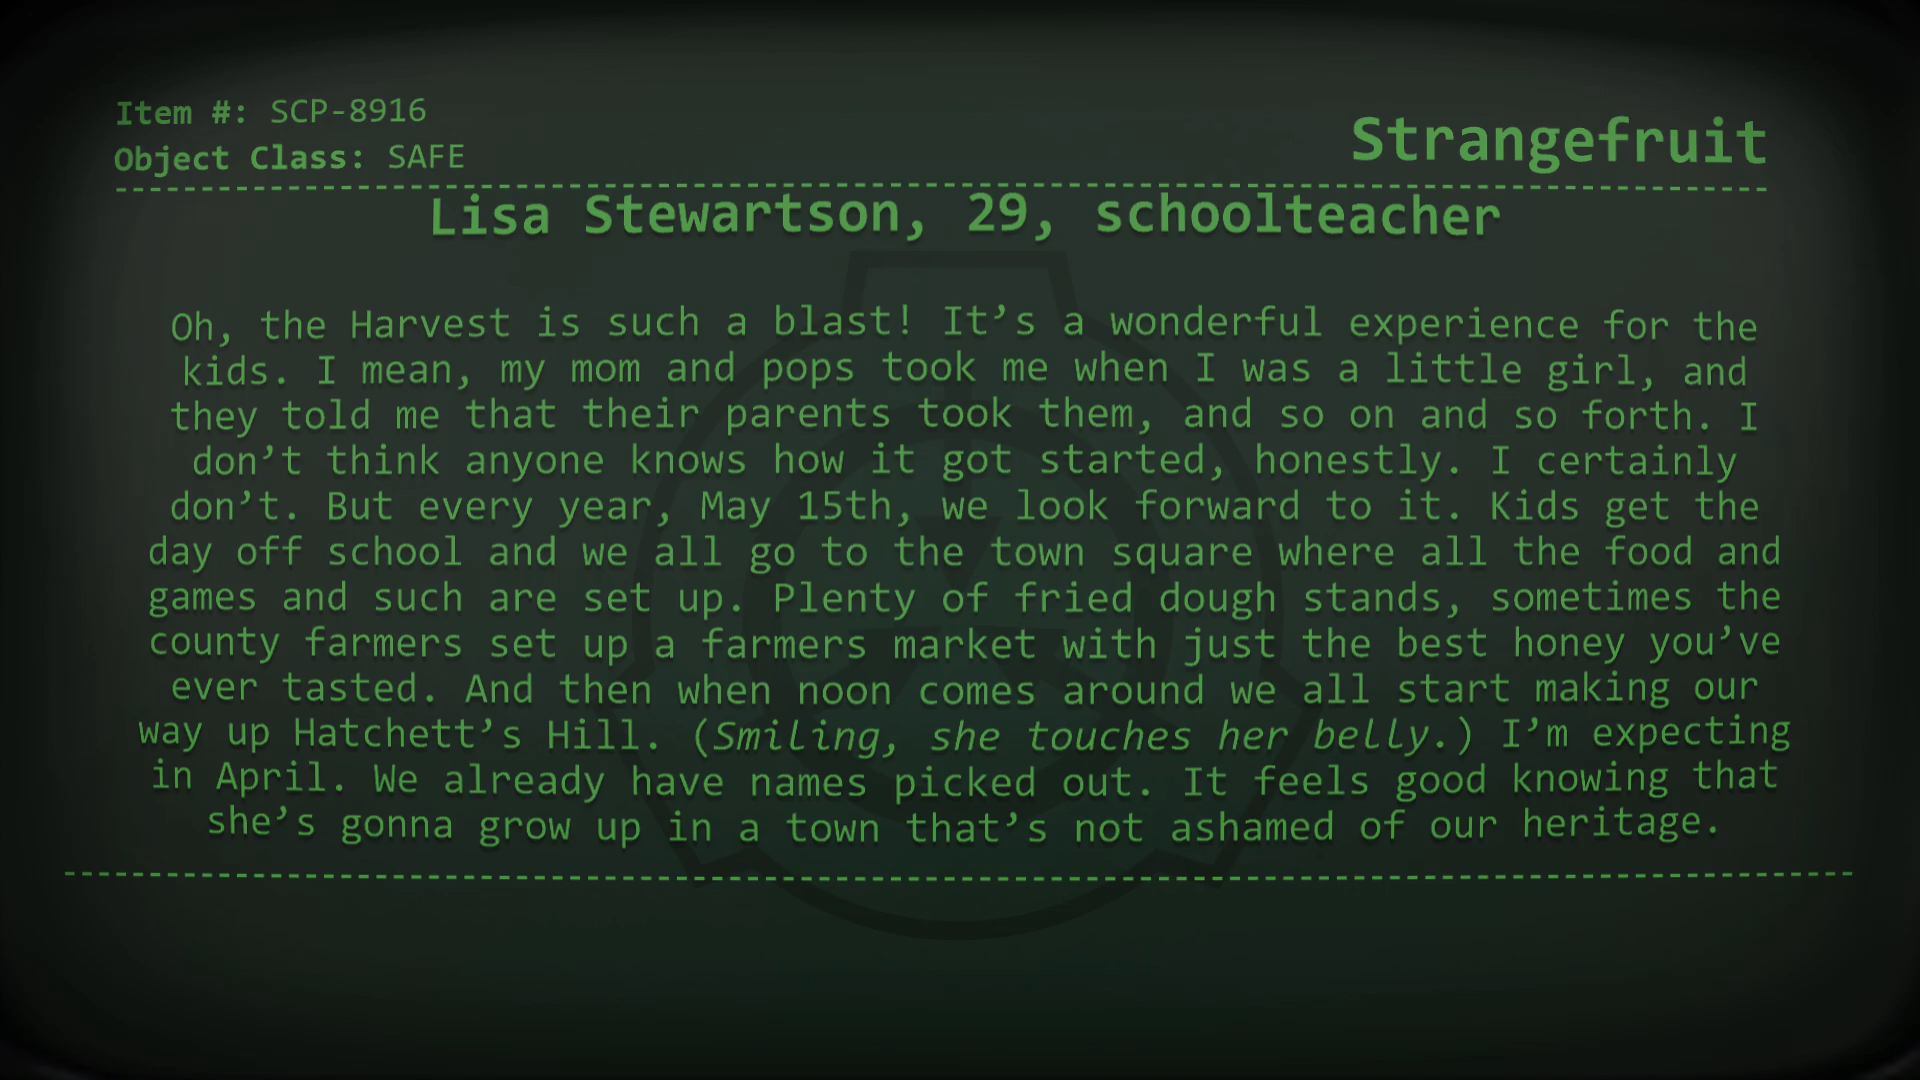 Item #: SCP-8916
Object Class: SAFE
Strangefruit
Lisa Stewartson, 29, schoolteacher
Oh, the Harvest is such a blast! It’s a wonderful experience for the
kids. I mean, my mom and pops took me when I was a little girl, and
they told me that their parents took them, and so on and so forth. I
don’t think anyone knows how it got started, honestly. I certainly
don’t. But every year, May 15th, we look forward to it. Kids get the
day off school and we all go to the town square where all the food and
games and such are set up. Plenty of fried dough stands, sometimes the
county farmers set up a farmers market with just the best honey you’ve
ever tasted. And then when noon comes around we all start making our
way up Hatchett’s Hill. (Smiling, she touches her belly.) I’m expecting
in April. We already have names picked out. It feels good knowing that
she’s gonna grow up in a town that’s not ashamed of our heritage.